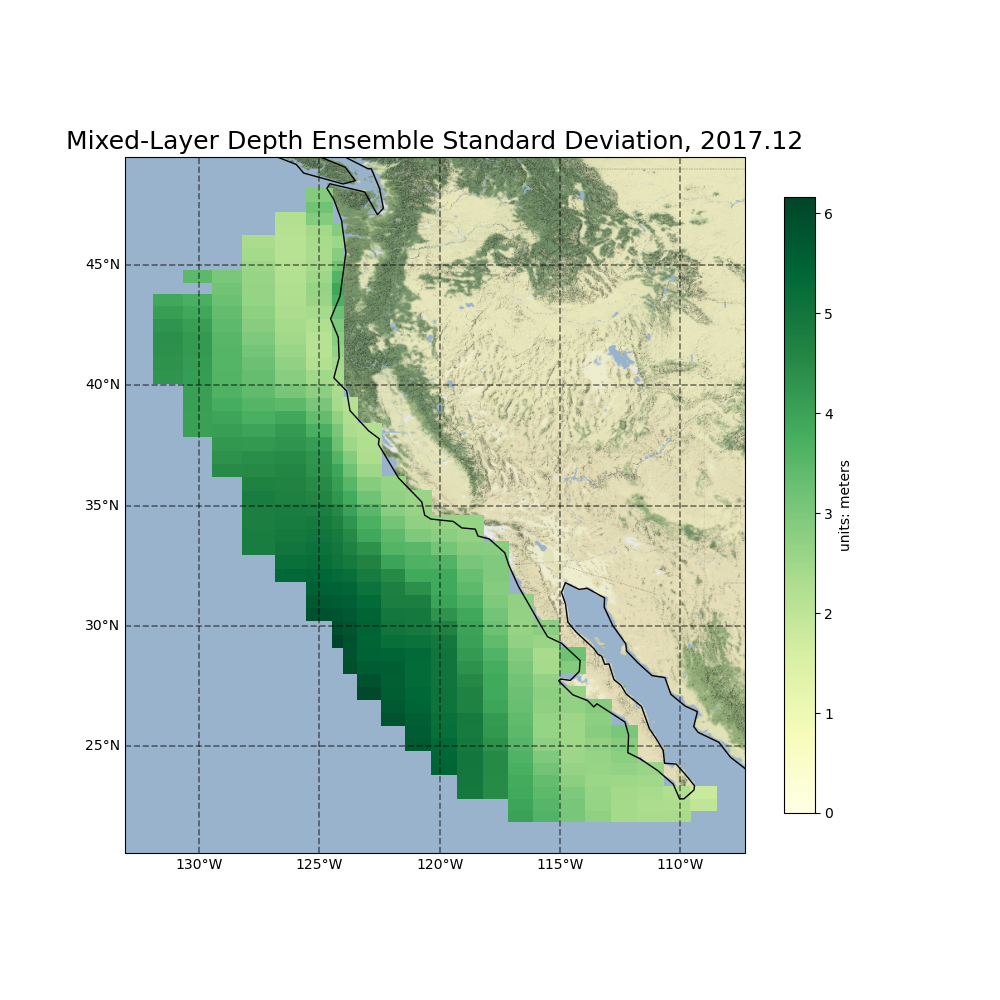 Mixed-Layer Depth Ensemble Standard Deviation, 2017.12
45°N
40°N
35°N
30°N
25°N
130°W
125°W
120°W
115°W
110°W
6
5
4
3
2
1
0
units: meters